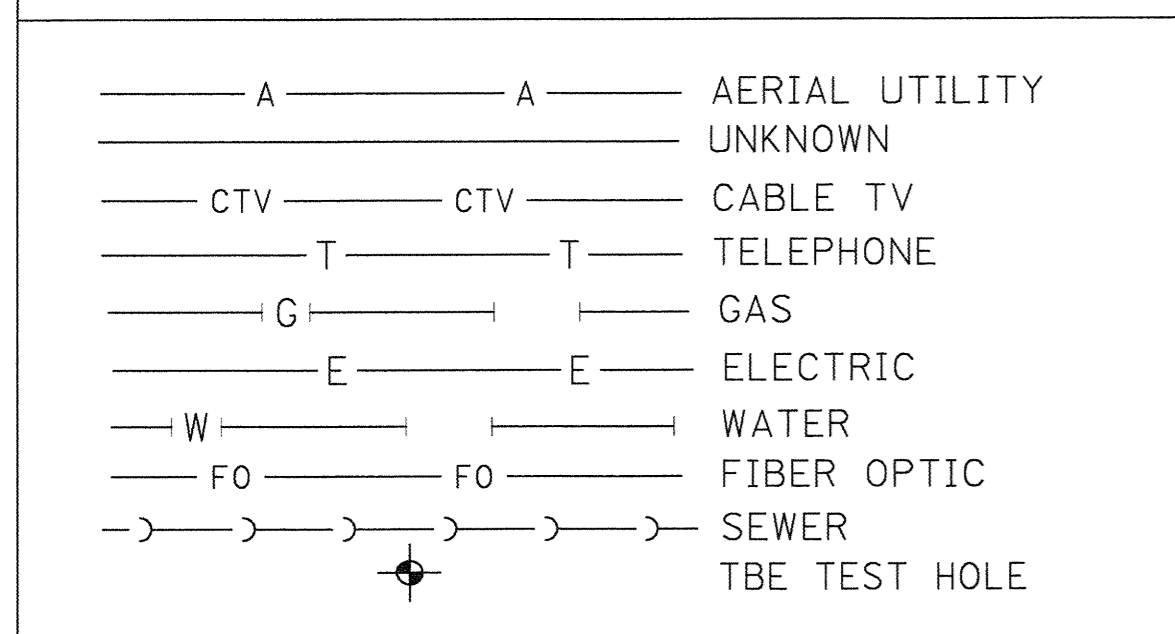 A A AERIAL UTILITY
UNKNOWN
CTV CTV CABLE TV
T T TELEPHONE
G GAS
E E ELECTRIC
W WATER
FO FO FIBER OPTIC
SEWER
TBE TEST HOLE